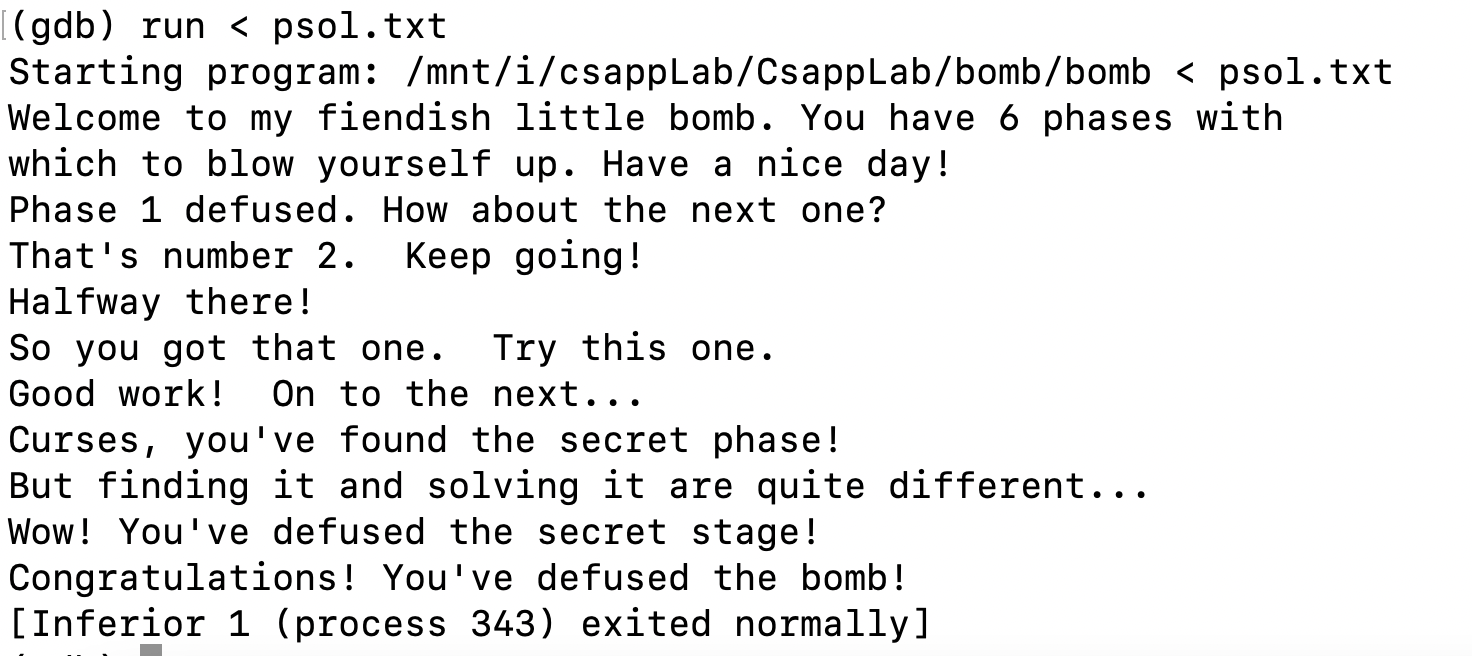 (gdb) run < psol.txt
Starting program: /mnt/i/csappLab/CsappLab/bomb/bomb < psol.txt
Welcome to my fiendish little bomb. You have 6 phases with
which to blow yourself up. Have a nice day!
Phase 1 defused. How about the next one?
That's number 2.  Keep going!
Halfway there!
So you got that one.  Try this one.
Good work!  On to the next...
Curses, you've found the secret phase!
But finding it and solving it are quite different...
Wow! You've defused the secret stage!
Congratulations! You've defused the bomb!
[Inferior 1 (process 343) exited normally]